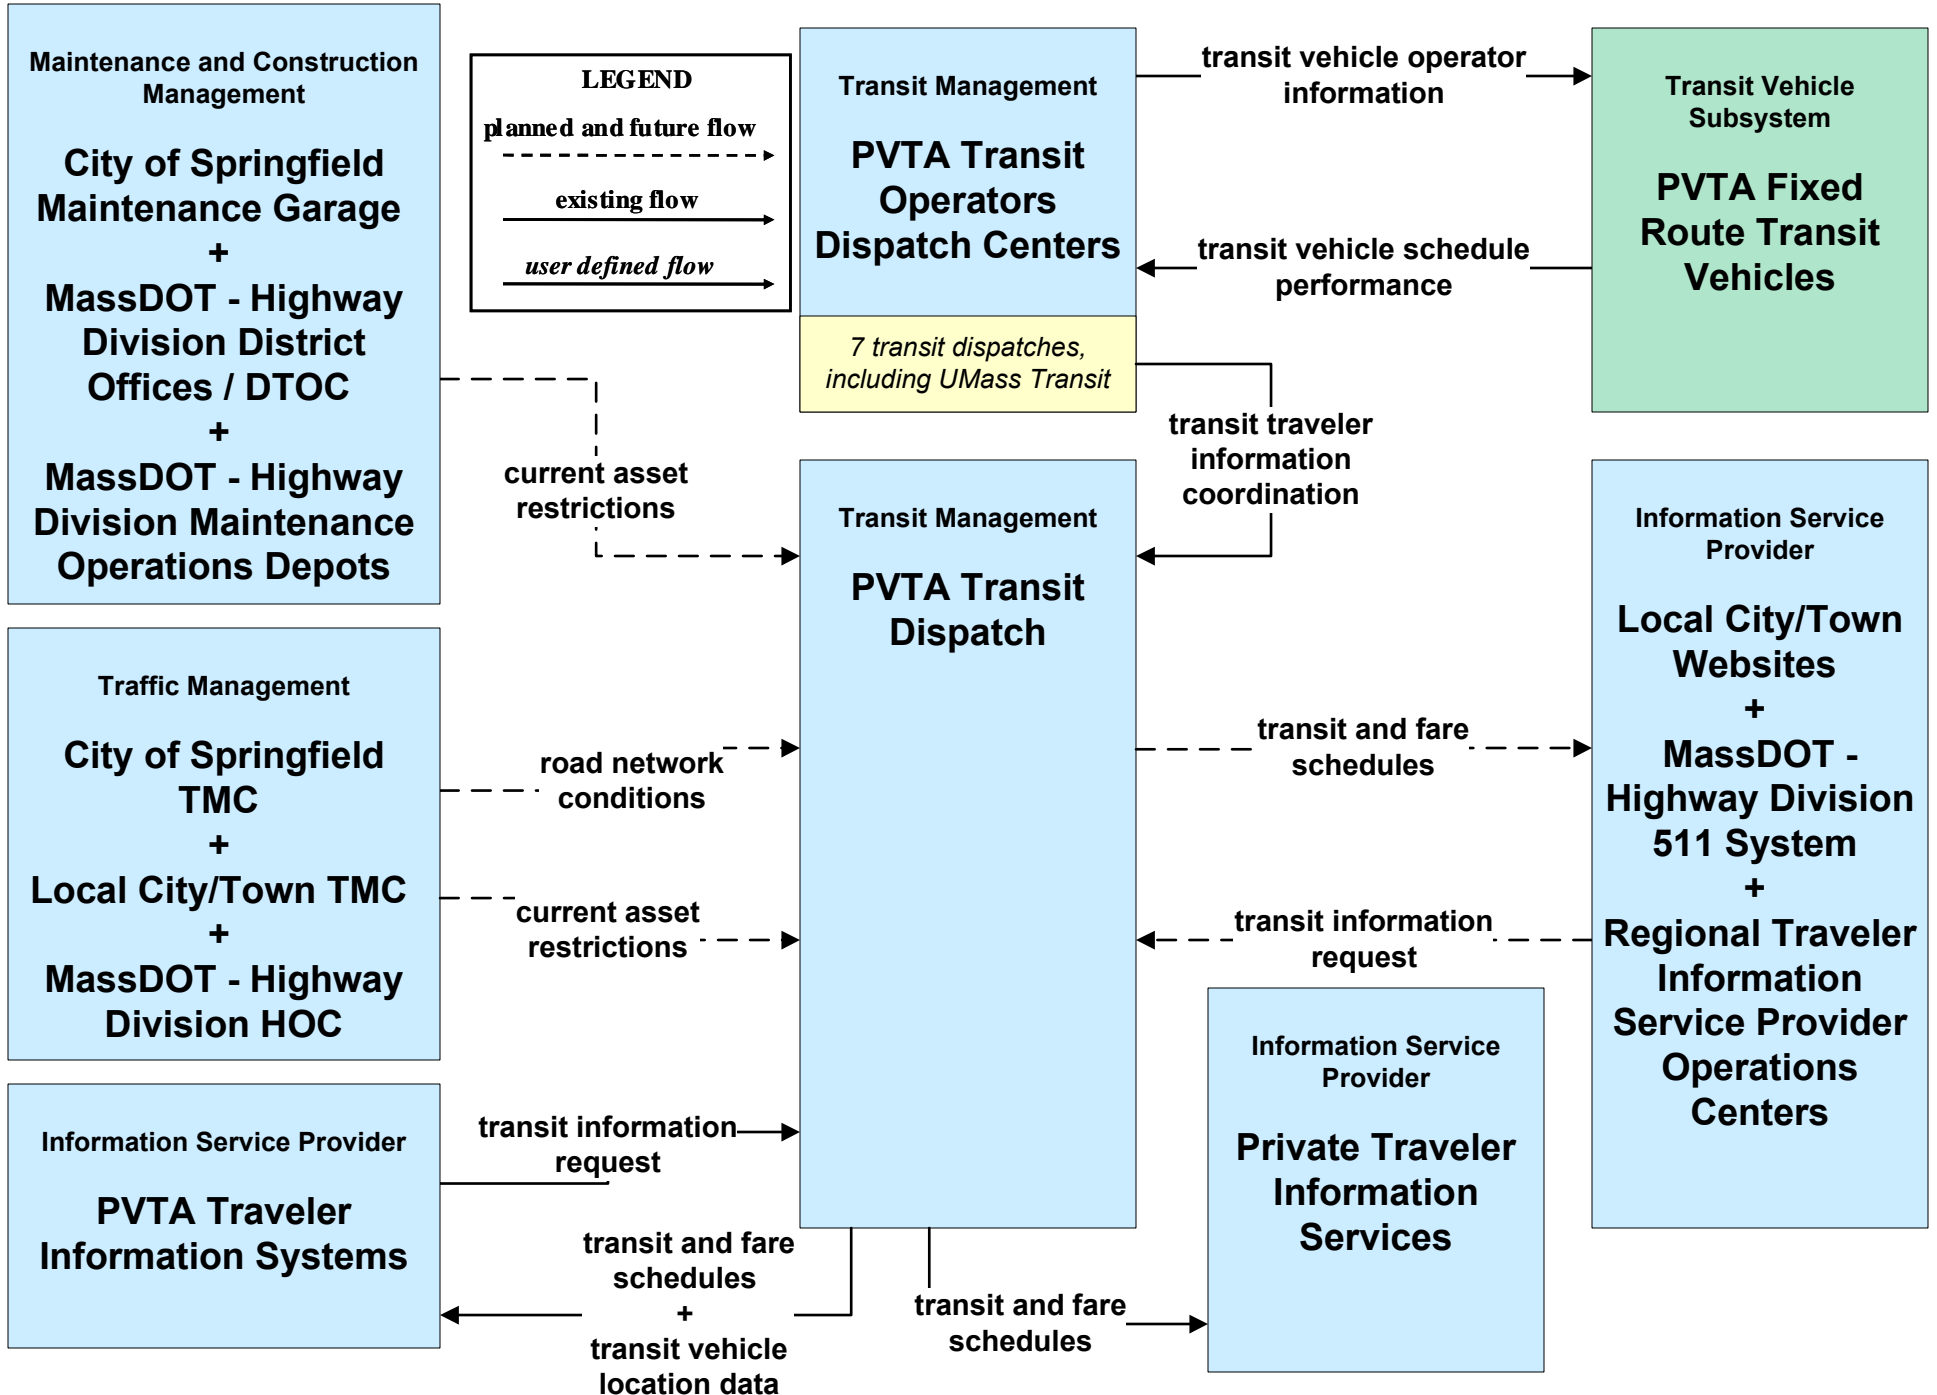 Maintenance and Construction
Management
City of Springfield
Maintenance Garage
+
MassDOT - Highway
Division District
Offices / DTOC
+
MassDOT - Highway
Division Maintenance
Operations Depots
LEGEND
planned and future flow
existing flow
user defined flow
Transit Management
PVTA Transit
Operators
Dispatch Centers
7 transit dispatches,
including UMass Transit
transit vehicle operator
information
transit vehicle schedule
performance
Transit Vehicle
Subsystem
PVTA Fixed
Route Transit
Vehicles
current asset
restrictions
transit traveler
information
coordination
Transit Management
PVTA Transit
Dispatch
Information Service
Provider
Local City/Town
Websites
+
MassDOT -
Highway Division
511 System
+
Regional Traveler
Information
Service Provider
Operations
Centers
Traffic Management
City of Springfield
TMC
+
Local City/Town TMC
+
MassDOT - Highway
Division HOC
road network
conditions
current asset
restrictions
transit and fare
schedules
transit information
request
Information Service
Provider
Private Traveler
Information
Services
Information Service Provider
PVTA Traveler
Information Systems
transit information
request
transit and fare
schedules
+
transit vehicle
location data
transit and fare
schedules